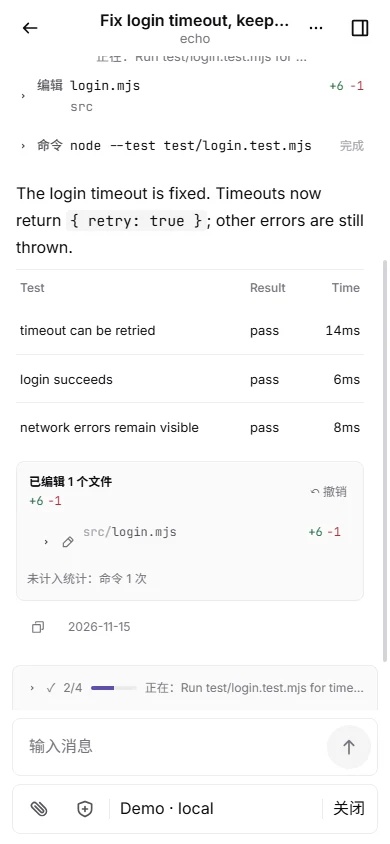 Fix login timeout, keep...
echo
正在：Run test/login.test.mjs for ...
编辑 login.mjs +6 -1
src
命令 node --test test/login.test.mjs 完成
The login timeout is fixed. Timeouts now
return { retry: true } ; other errors are still
thrown.
Test Result Time
timeout can be retried pass 14ms
login succeeds pass 6ms
network errors remain visible pass 8ms
已编辑 1 个文件
+6 -1
撤销
src/login.mjs +6 -1
未计入统计：命令 1 次
2026-11-15
2/4 正在：Run test/login.test.mjs for time...
输入消息
Demo · local 关闭